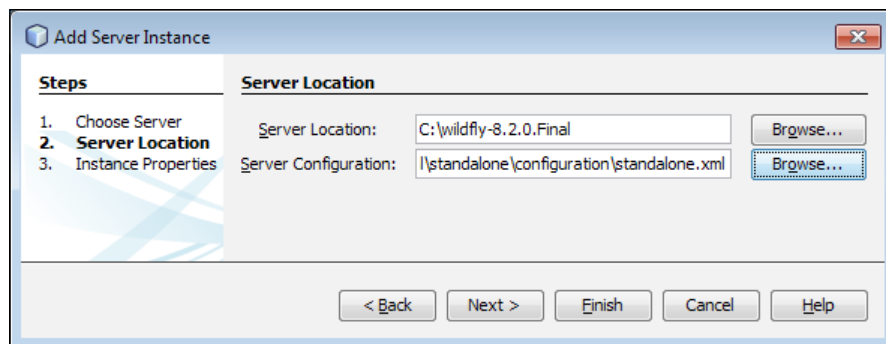 Add Server Instance
Steps
1. Choose Server
2. Server Location
3. Instance Properties
Server Location
Server Location: C:\wildfly-8.2.0.Final Browse...
Server Configuration: l\standalone\configuration\standalone.xml Browse...
< Back Next > Finish Cancel Help